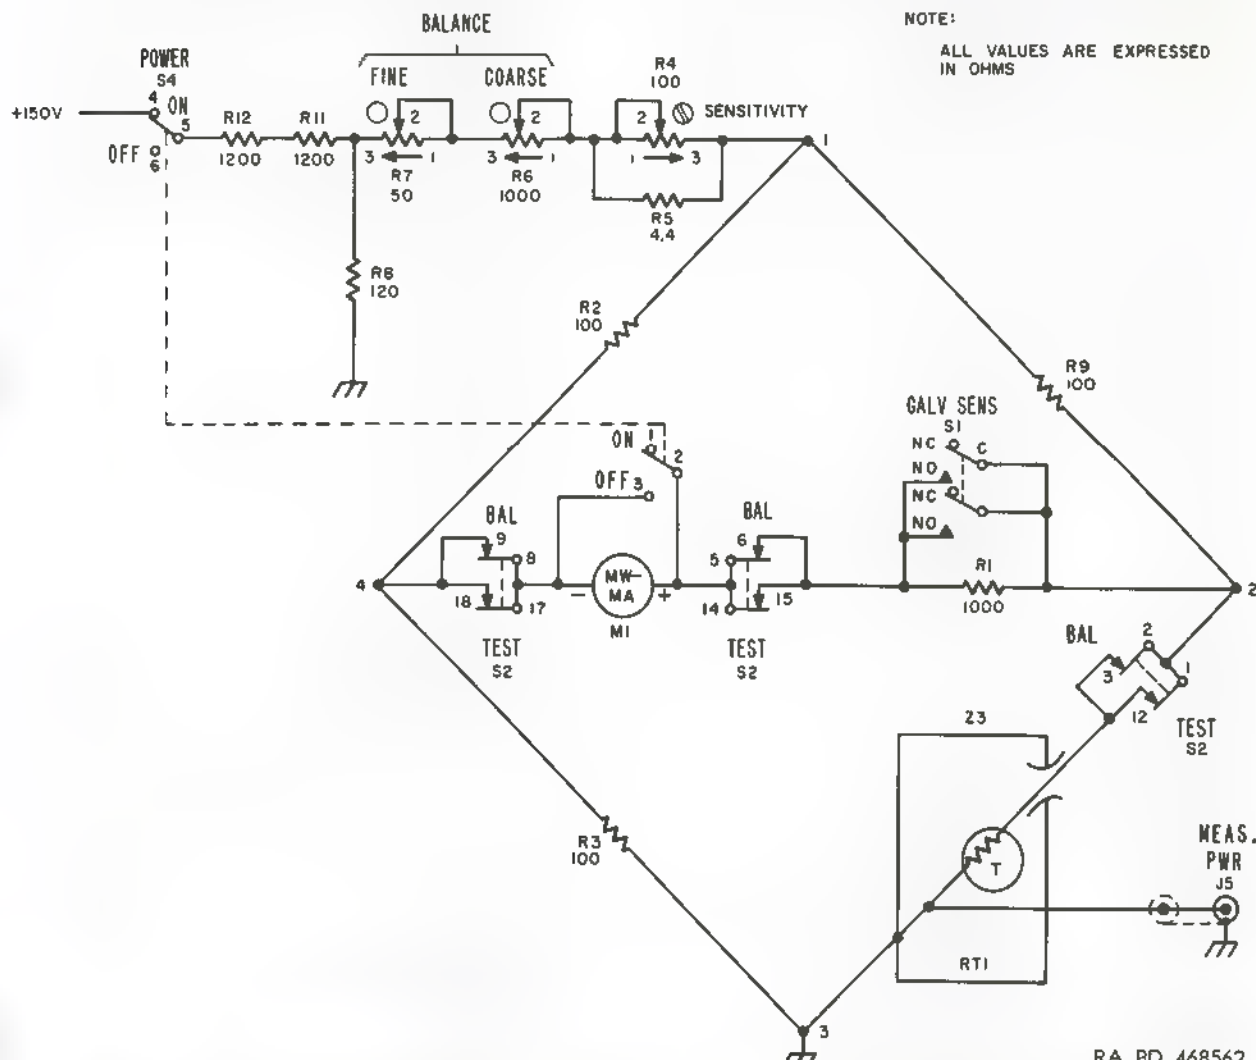 NOTE:
ALL VALUES ARE EXPRESSED
IN OHMS
BALANCE
POWER
S4
FINE
COARSE
R4
100
SENSITIVITY
+150V
4
ON
5
OFF
6
R12
1200
R11
1200
2
3
1
R7
50
2
3
1
R6
1000
2
1
3
R5
4.4
1
R8
120
R2
100
R9
100
GALV SENS
S1
NC
C
NO
NC
NO
ON
1
2
OFF
3
BAL
9
8
18
17
TEST
S2
4
MW-
MA
-
+
M1
BAL
6
5
14
15
TEST
S2
R1
1000
2
BAL
2
3
1
12
TEST
S2
23
T
RT1
R3
100
MEAS.
PWR
J5
3
RA PD 468562